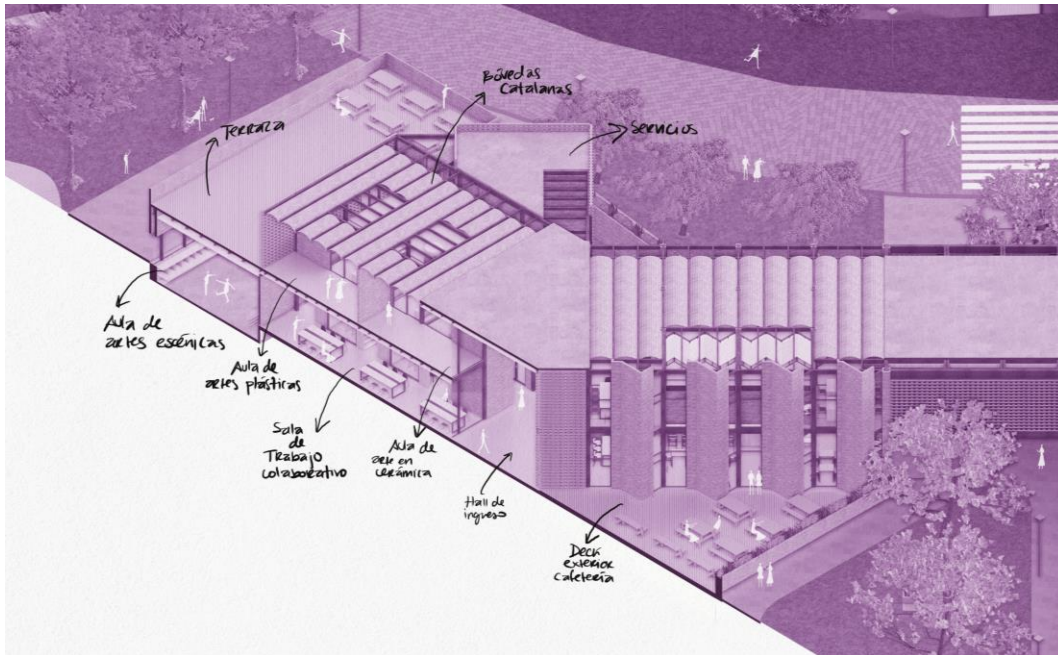 Terraza
Bóvedas
Catalanas
Servicios
Aula de
artes escénicas
Aula de
artes plásticas
Sala
de
Trabajo
colaborativo
Aula de
arte en
cerámica
Hall de
ingreso
Deck
exterior
cafetería